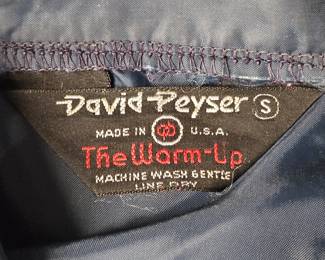 David Peyser S
MADE IN U.S.A.
The Warm-Up
MACHINE WASH GENTLE
LINE DRY